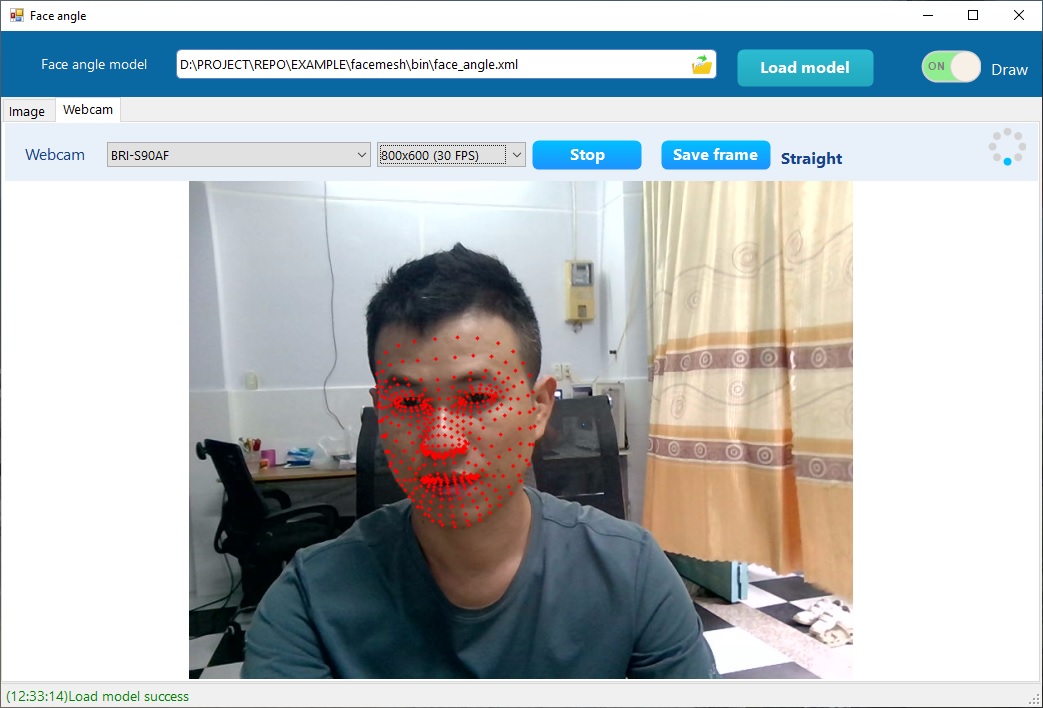 Face angle
Face angle model D:\PROJECT\REPO\EXAMPLE\facemesh\bin\face_angle.xml Load model ON Draw
Image Webcam
Webcam BRI-S90AF 800x600 (30 FPS) Stop Save frame Straight
(12:33:14)Load model success